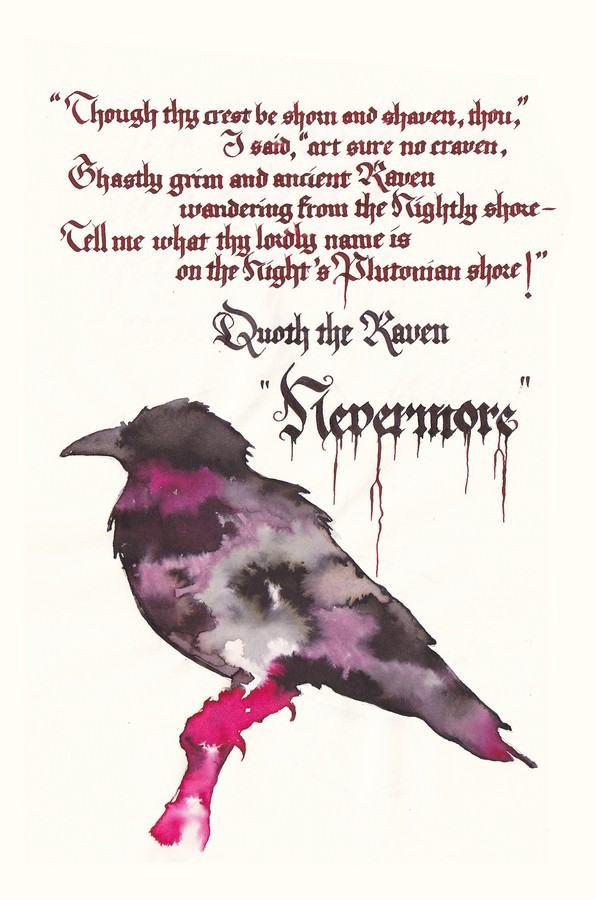 “Though thy crest be shorn and shaven, thou,”
I said, “art sure no craven,
Ghastly grim and ancient Raven
wandering from the Nightly shore—
Tell me what thy lordly name is
on the Night's Plutonian shore!”
Quoth the Raven
"Nevermore"